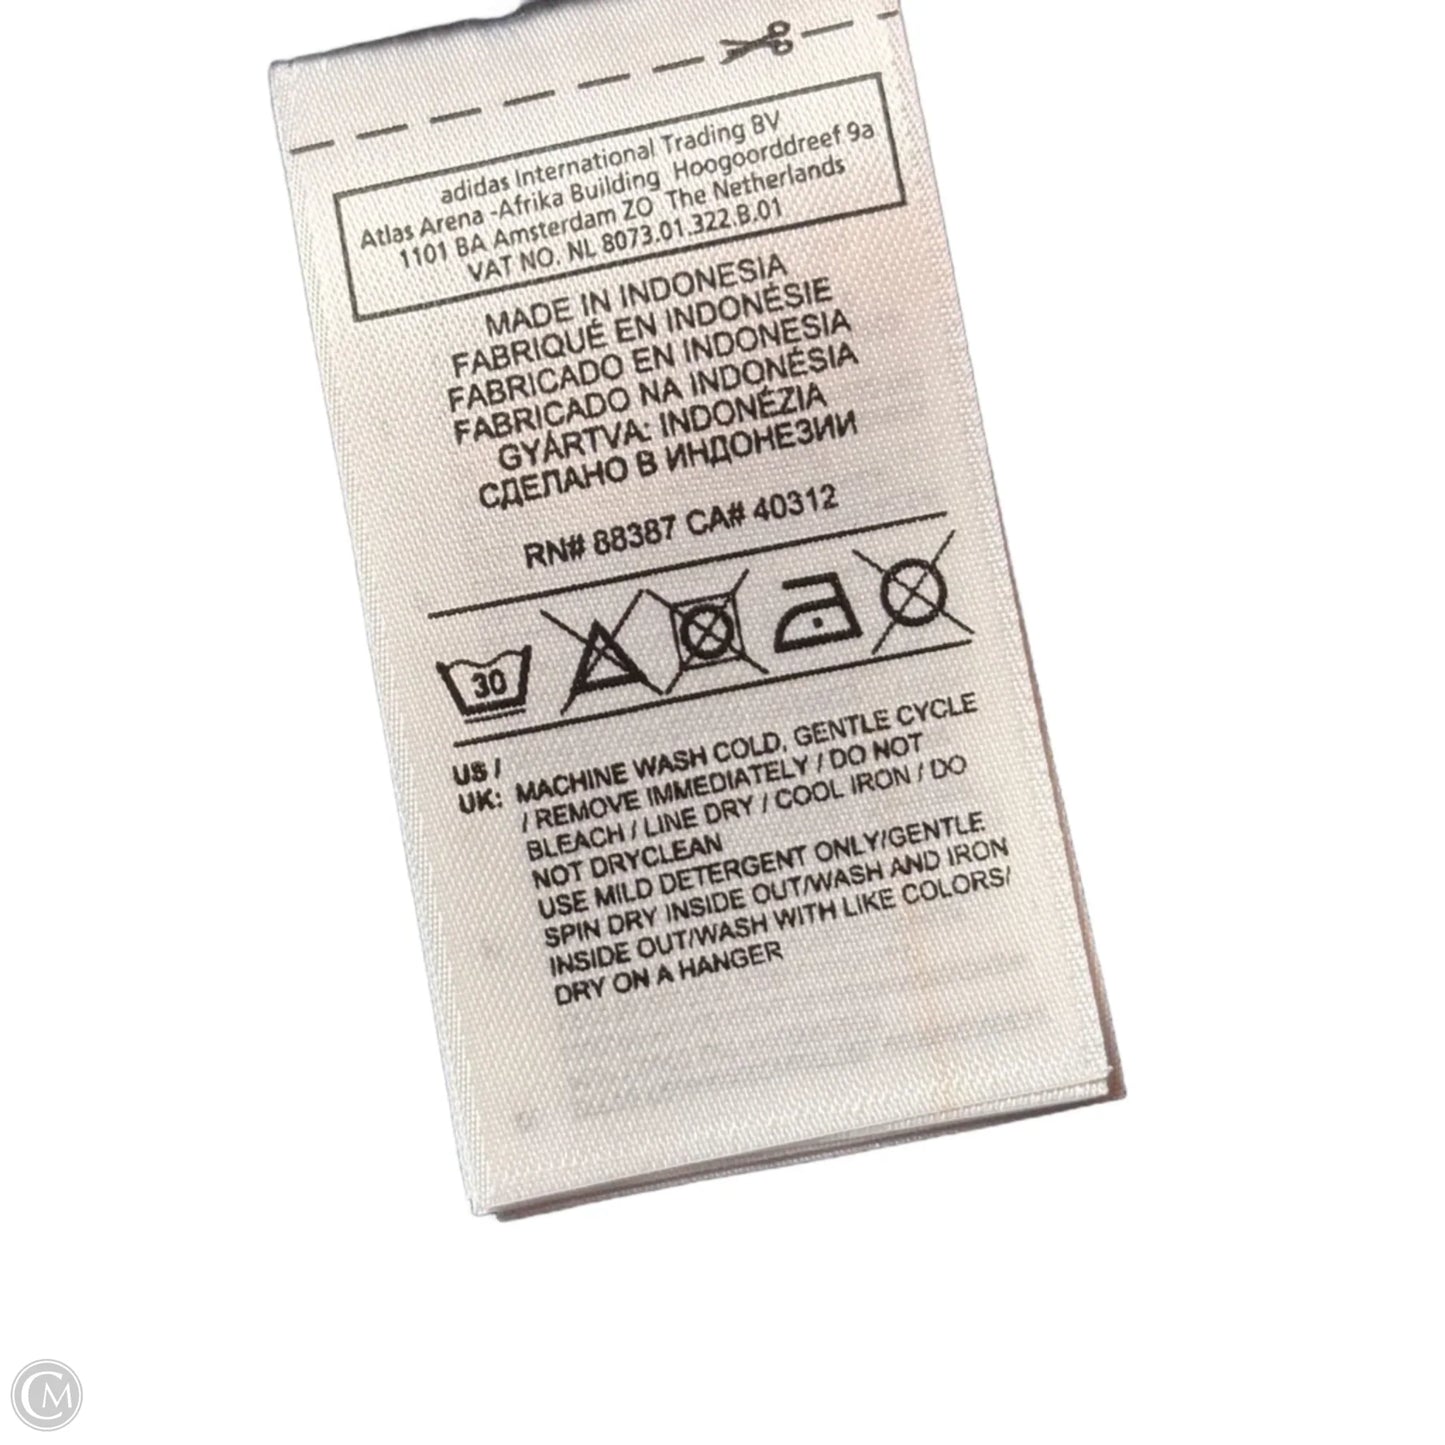 adidas International Trading BV
Atlas Arena -Afrika Building Hoogoorddreef 9a
1101 BA Amsterdam ZO The Netherlands
VAT NO. NL 8073.01.322.B.01
MADE IN INDONESIA
FABRIQUÉ EN INDONÉSIE
FABRICADO EN INDONESIA
FABRICADO NA INDONÉSIA
GYÁRTVA: INDONÉZIA
СДЕЛАНО В ИНДОНЕЗИИ
RN# 88387 CA# 40312
30
US /
UK: MACHINE WASH COLD, GENTLE CYCLE
/ REMOVE IMMEDIATELY / DO NOT
BLEACH / LINE DRY / COOL IRON / DO
NOT DRYCLEAN
USE MILD DETERGENT ONLY/GENTLE
SPIN DRY INSIDE OUT/WASH AND IRON
INSIDE OUT/WASH WITH LIKE COLORS/
DRY ON A HANGER
CM